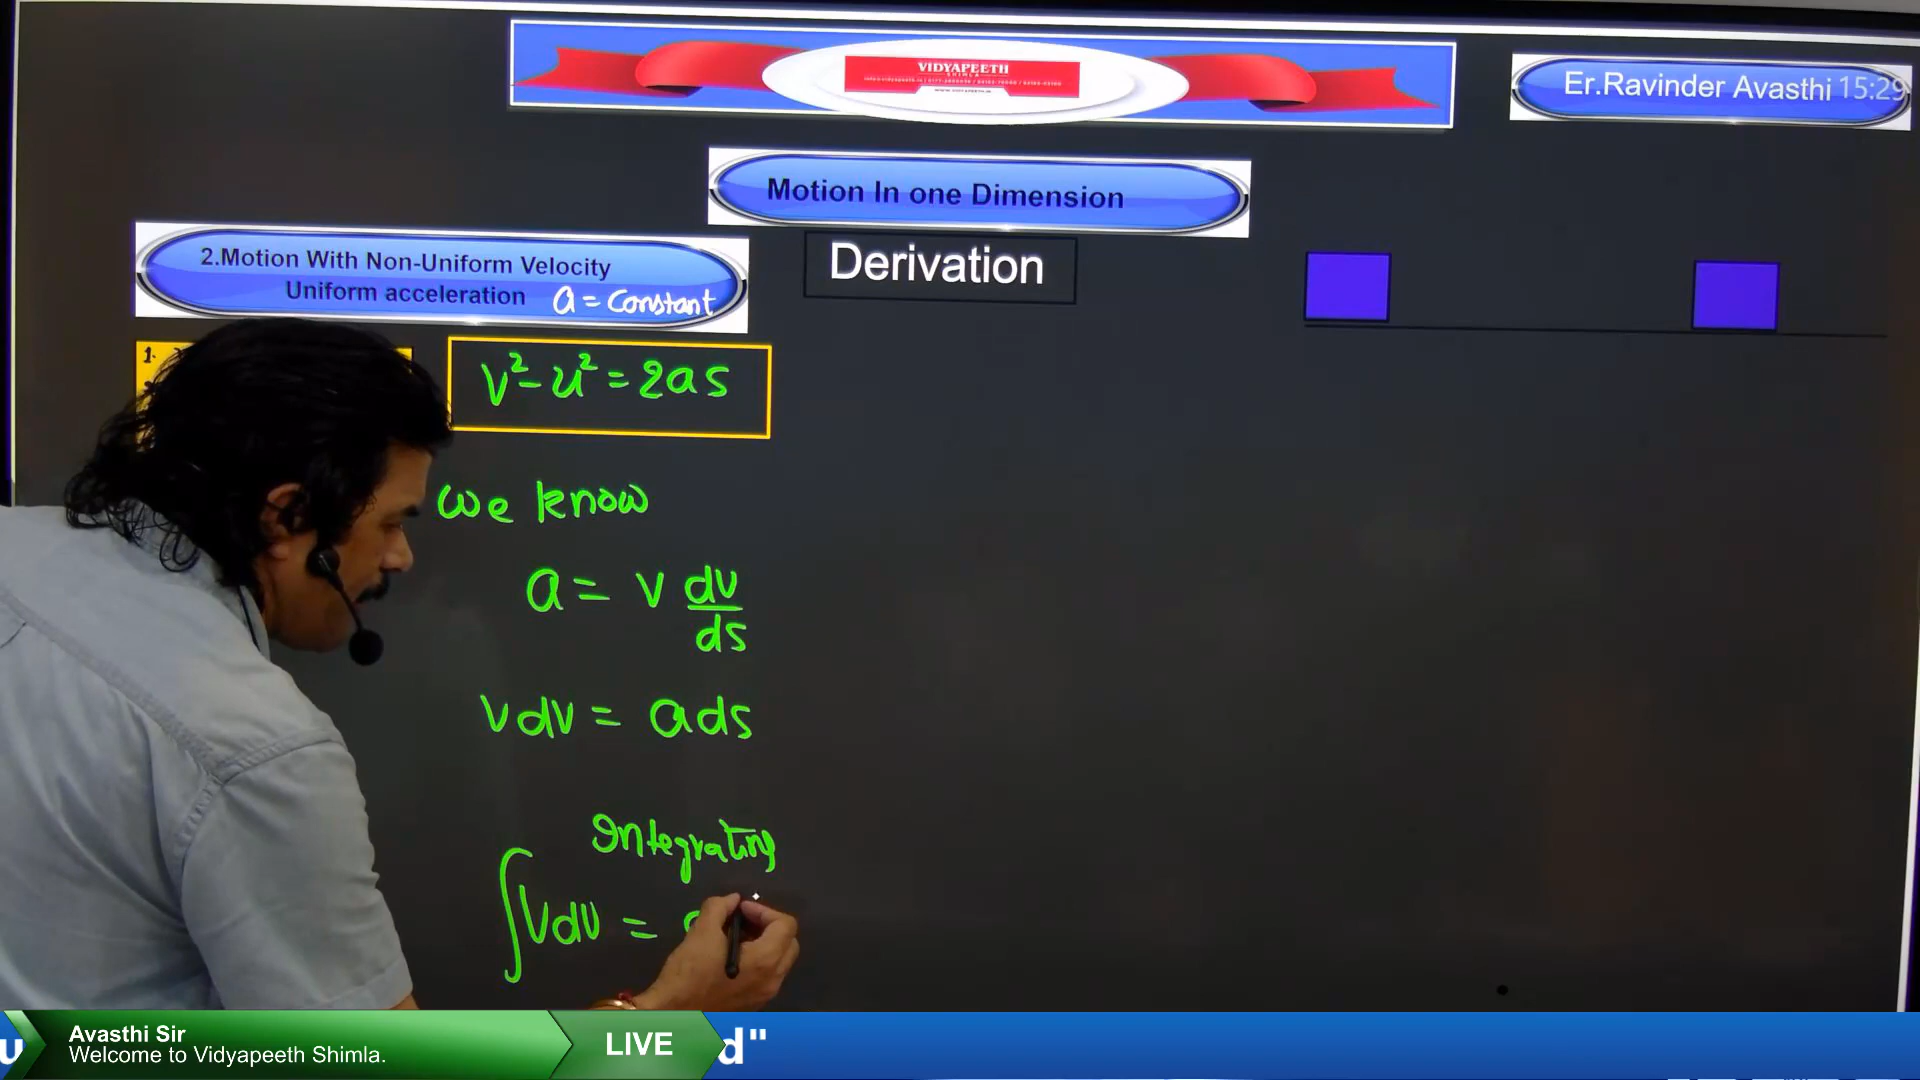 VIDYAPEETH
SHIMLA
Er.Ravinder Avasthi 15:29
Motion In one Dimension
2.Motion With Non-Uniform Velocity
Uniform acceleration a = Constant
Derivation
1.
v² - u² = 2as
we know
a = v dv/ds
vdv = ads
Integrating
∫vdv =
Avasthi Sir
Welcome to Vidyapeeth Shimla.
LIVE
d"